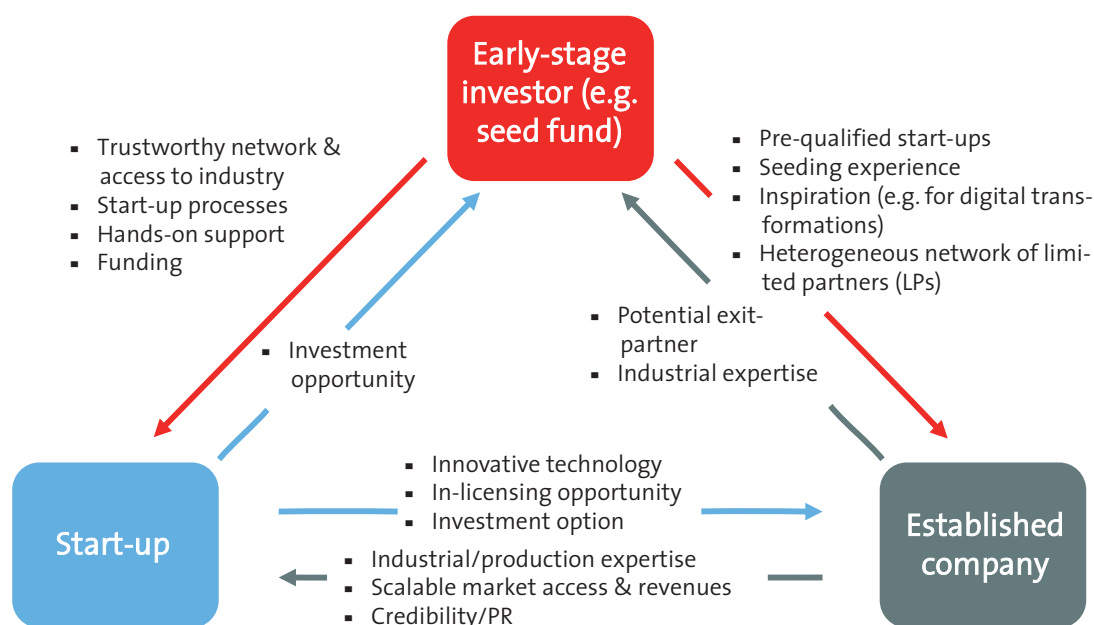 Early-stage
investor (e.g.
seed fund)
▪ Trustworthy network &
access to industry
▪ Start-up processes
▪ Hands-on support
▪ Funding
▪ Pre-qualified start-ups
▪ Seeding experience
▪ Inspiration (e.g. for digital trans-
formations)
▪ Heterogeneous network of limi-
ted partners (LPs)
▪ Investment
opportunity
▪ Potential exit-
partner
▪ Industrial expertise
▪ Innovative technology
▪ In-licensing opportunity
▪ Investment option
Start-up
Established
company
▪ Industrial/production expertise
▪ Scalable market access & revenues
▪ Credibility/PR